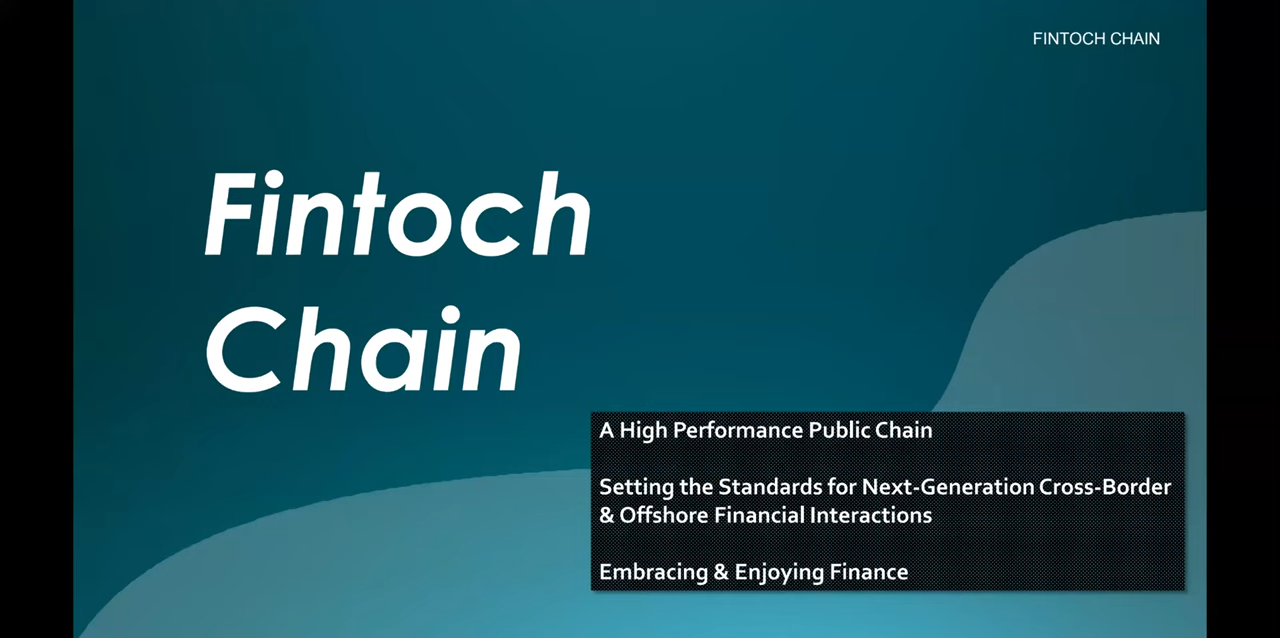 FINTOCH CHAIN
Fintoch
Chain
A High Performance Public Chain
Setting the Standards for Next-Generation Cross-Border
& Offshore Financial Interactions
Embracing & Enjoying Finance